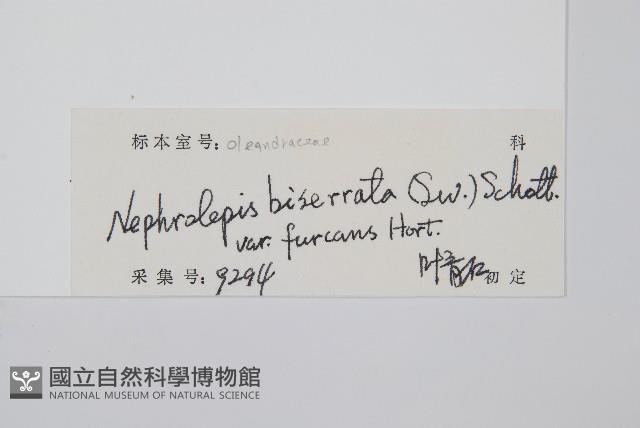 标本室号: Oleandraceae 科
Nephrolepis biserrata (Sw.) Schott.
var. furcans Hort.
采集号: 9294 初定
國立自然科學博物館
NATIONAL MUSEUM OF NATURAL SCIENCE